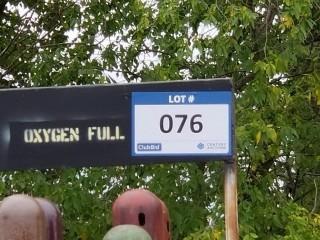 LOT #
OXYGEN FULL
076
ClubBid